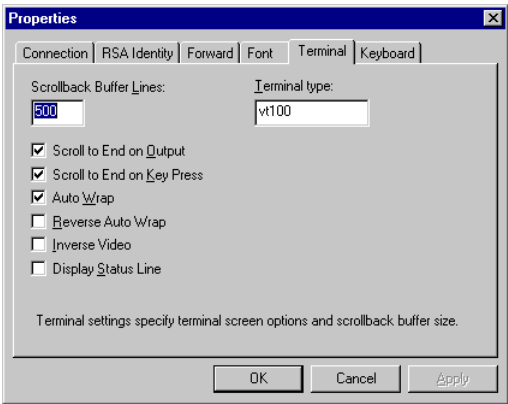 Properties
Connection RSA Identity Forward Font Terminal Keyboard
Scrollback Buffer Lines: Terminal type:
500 vt100
Scroll to End on Output
Scroll to End on Key Press
Auto Wrap
Reverse Auto Wrap
Inverse Video
Display Status Line
Terminal settings specify terminal screen options and scrollback buffer size.
OK Cancel Apply